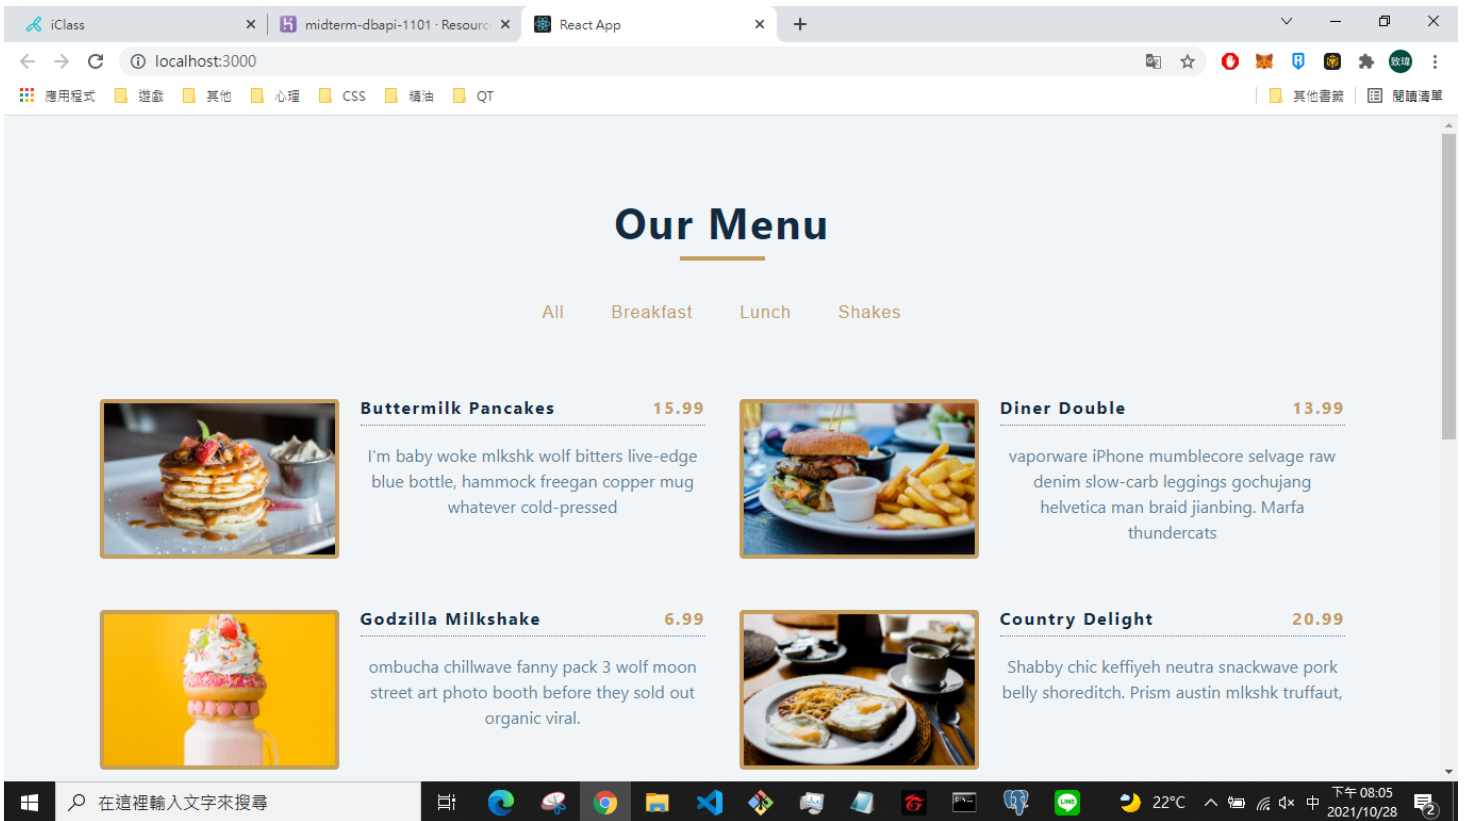 iClass
midterm-dbapi-1101 · Resourc
React App
localhost:3000
致瑋
應用程式
遊戲
其他
心理
CSS
精油
QT
其他書籤
閱讀清單
Our Menu
All
Breakfast
Lunch
Shakes
Buttermilk Pancakes
15.99
I'm baby woke mlkshk wolf bitters live-edge
blue bottle, hammock freegan copper mug
whatever cold-pressed
Diner Double
13.99
vaporware iPhone mumblecore selvage raw
denim slow-carb leggings gochujang
helvetica man braid jianbing. Marfa
thundercats
Godzilla Milkshake
6.99
ombucha chillwave fanny pack 3 wolf moon
street art photo booth before they sold out
organic viral.
Country Delight
20.99
Shabby chic keffiyeh neutra snackwave pork
belly shoreditch. Prism austin mlkshk truffaut,
在這裡輸入文字來搜尋
LINE
22°C
中
下午 08:05
2021/10/28
2